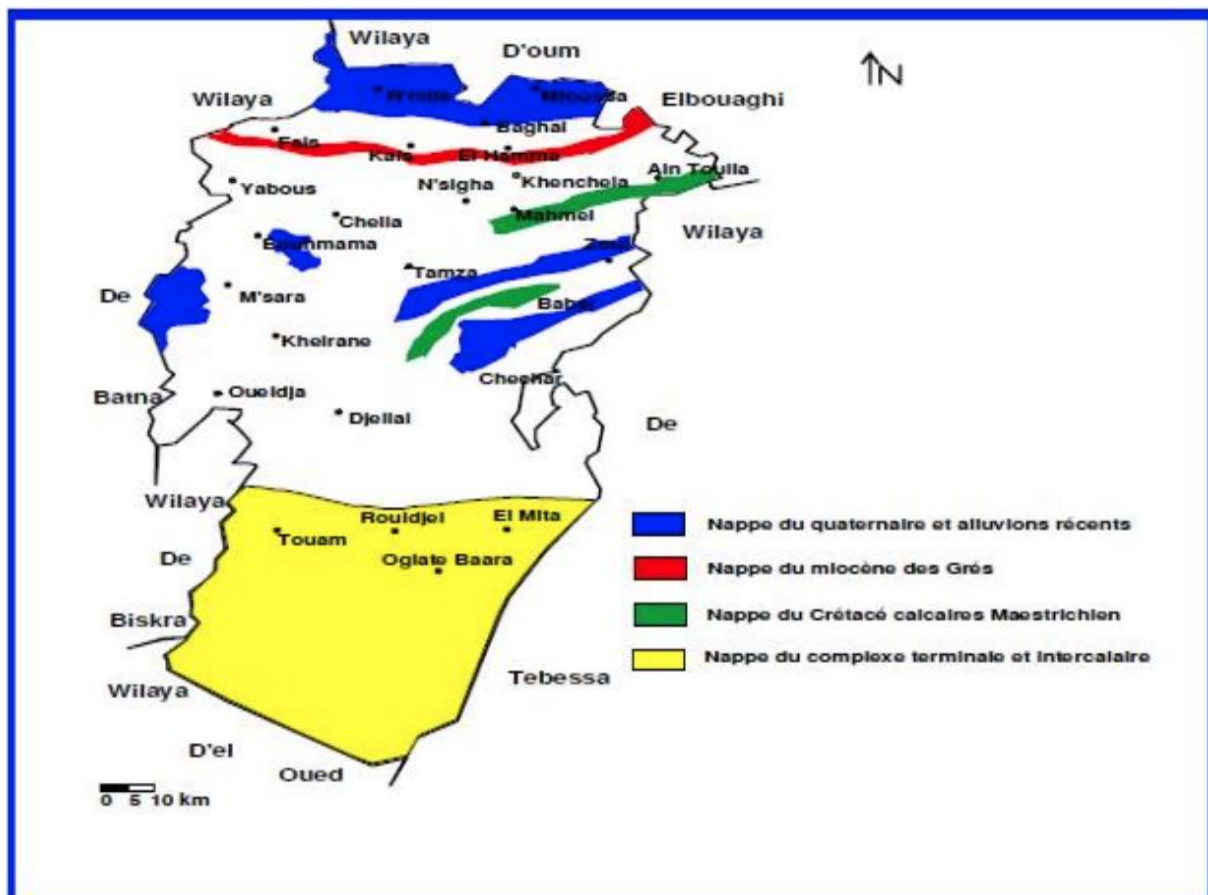 Wilaya
D'oum
N
Wilaya
Elbouaghi
Baghai
Fais
Kais
El Hamma
Ain Toulla
Khenchela
Yabous
N'sigha
Chelia
Mahmel
Wilaya
Tamza
De
M'sara
Babar
Kheirane
Chechar
Batna
Oueldja
Djellal
De
Wilaya
Rouidjel
El Mita
Touam
Nappe du quaternaire et alluvions récents
De
Oglate Baara
Nappe du miocène des Grés
Biskra
Nappe du Crétacé calcaires Maestrichien
Nappe du complexe terminale et intercalaire
Tebessa
Wilaya
D'el
Oued
0 5 10 km